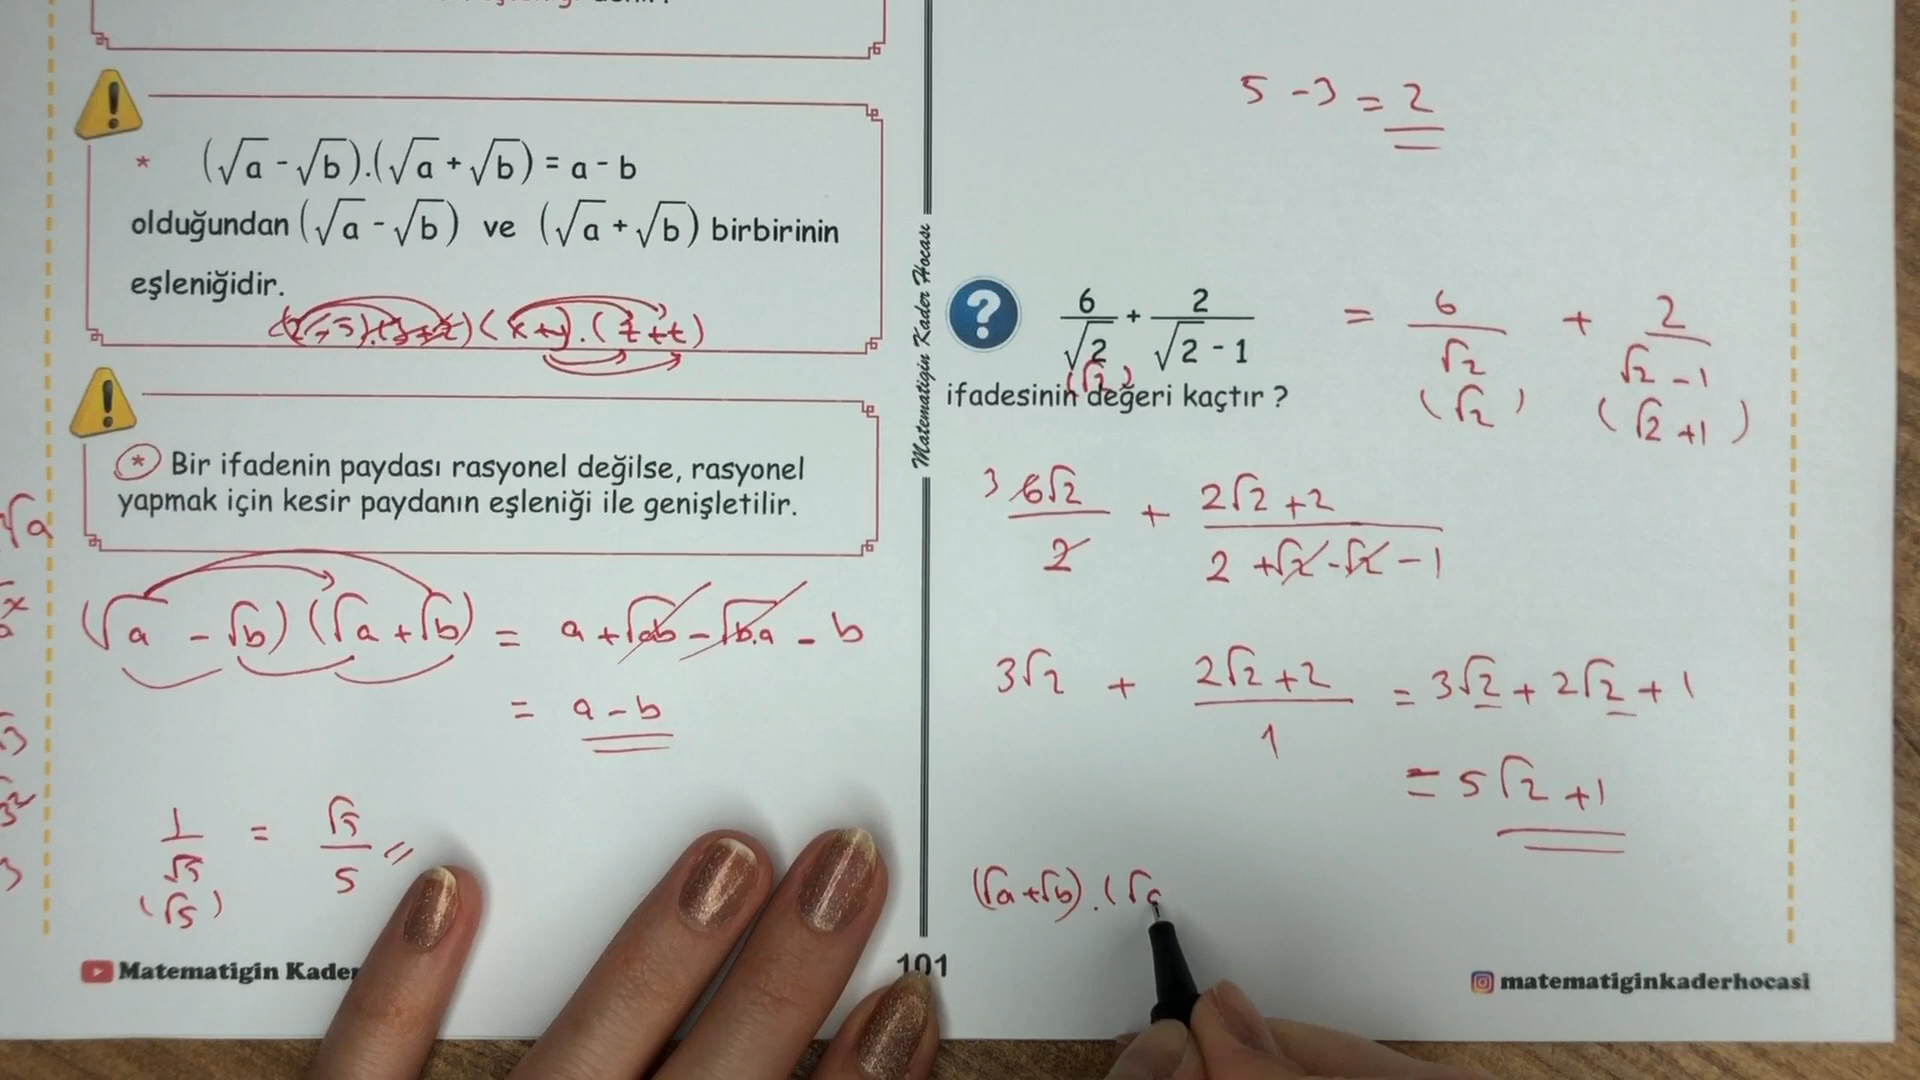 (√a - √b).(√a + √b) = a - b
olduğundan (√a - √b) ve (√a + √b) birbirinin
eşleniğidir.
(x+y).(z+t)
* Bir ifadenin paydası rasyonel değilse, rasyonel
yapmak için kesir paydanın eşleniği ile genişletilir.
(√a - √b)(√a + √b) = a + √ab - √b.a - b
= a - b
1/√5 = √5/5
(√5)
Matematigin Kader
101
Matematiğin Kader Hocası
5 - 3 = 2
6/√2 + 2/(√2 - 1) = 6/√2 + 2/(√2 - 1)
(√2) (√2) (√2 + 1)
ifadesinin değeri kaçtır ?
3 6√2/2 + (2√2 + 2)/(2 + √2 - √2 - 1)
3√2 + (2√2 + 2)/1 = 3√2 + 2√2 + 1
= 5√2 + 1
(√a + √b).(√a
matematiginkaderhocasi